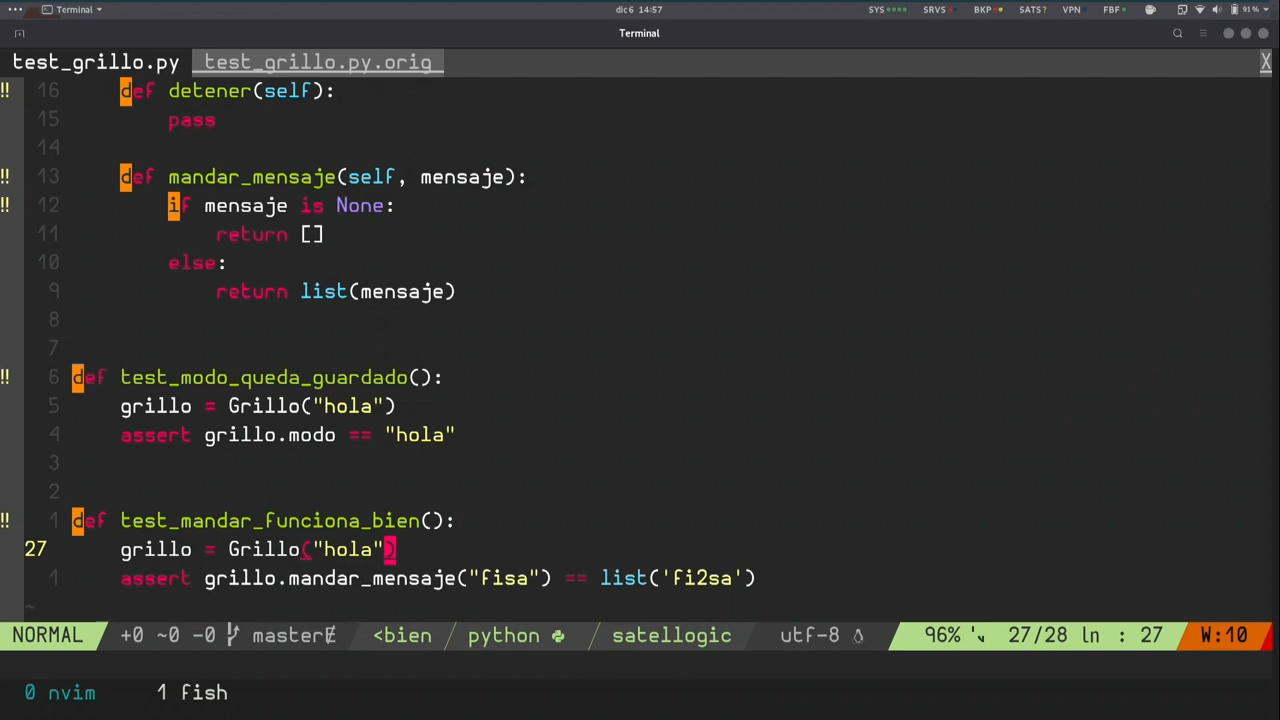 Terminal
dic 6 14:57
SYS SRVS BKP SATS? VPN FBF 91%
Terminal
test_grillo.py test_grillo.py.orig X
!! 16 def detener(self):
15 pass
14
!! 13 def mandar_mensaje(self, mensaje):
!! 12 if mensaje is None:
11 return []
10 else:
9 return list(mensaje)
8
7
!! 6 def test_modo_queda_guardado():
5 grillo = Grillo("hola")
4 assert grillo.modo == "hola"
3
2
!! 1 def test_mandar_funciona_bien():
27 grillo = Grillo("hola")
1 assert grillo.mandar_mensaje("fisa") == list('fi2sa')
~
NORMAL +0 ~0 -0 master <bien python satellogic utf-8 96% 27/28 ln : 27 W:10
0 nvim 1 fish